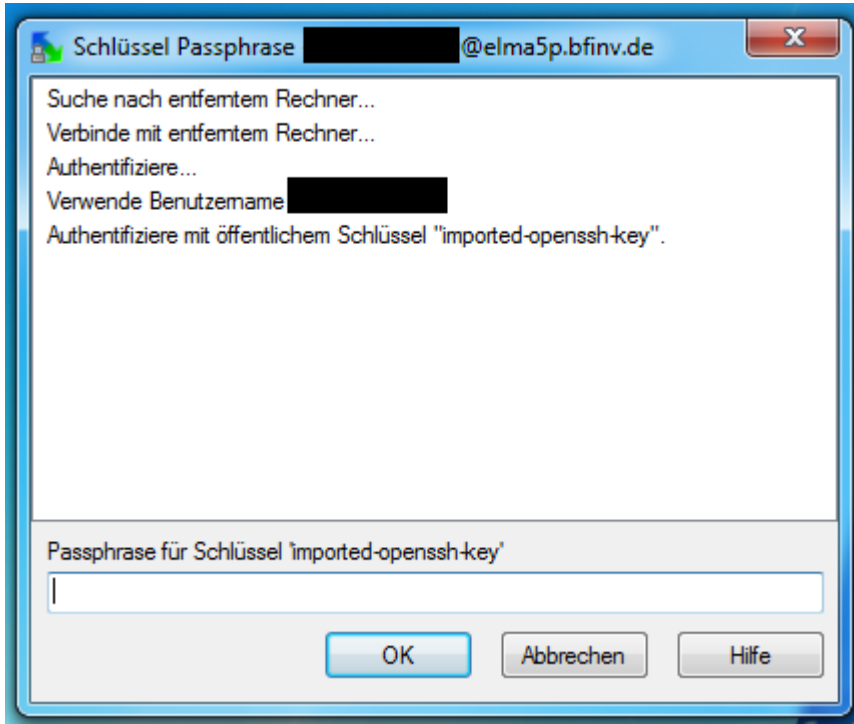 Schlüssel Passphrase @elma5p.bfinv.de
Suche nach entferntem Rechner...
Verbinde mit entferntem Rechner...
Authentifiziere...
Verwende Benutzername
Authentifiziere mit öffentlichem Schlüssel "imported-openssh-key".
Passphrase für Schlüssel 'imported-openssh-key'
OK Abbrechen Hilfe